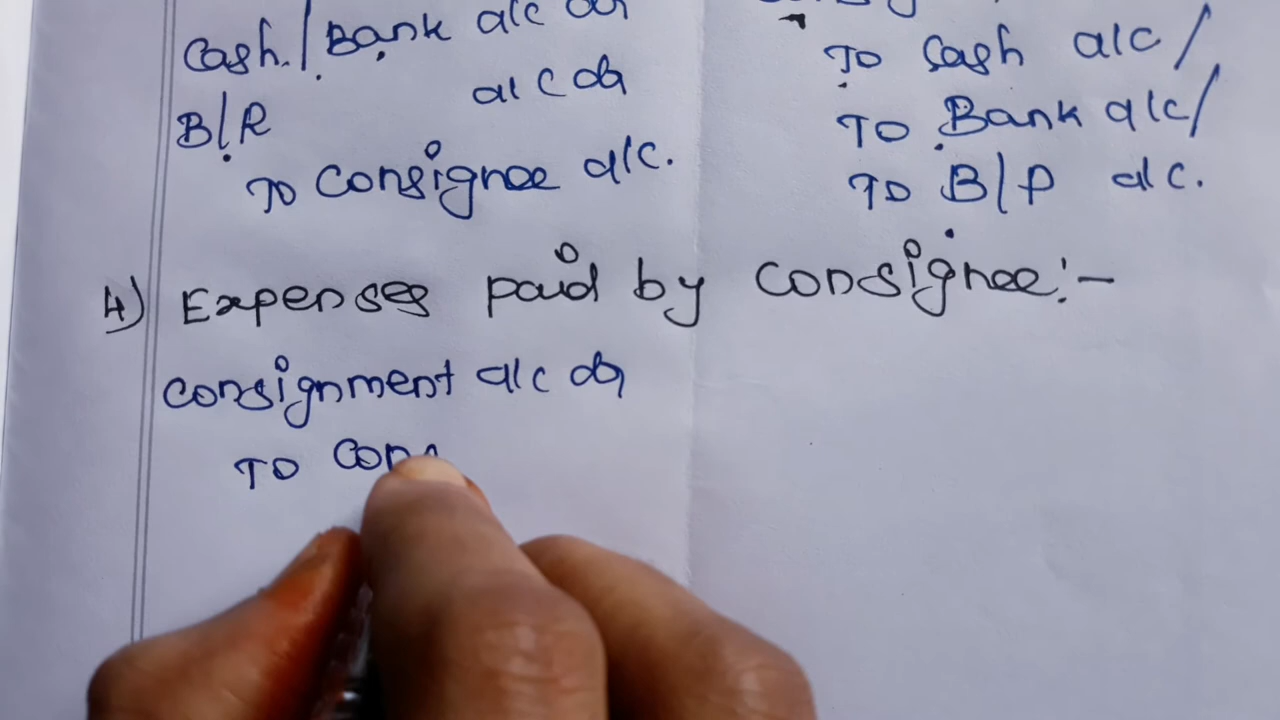 Cash / Bank a/c dr
B/R a/c dr
TO Consignee a/c.
TO Cash a/c /
TO Bank a/c /
TO B/P a/c.
4) Expenses paid by Consignee:-
Consignment a/c dr
TO Cons